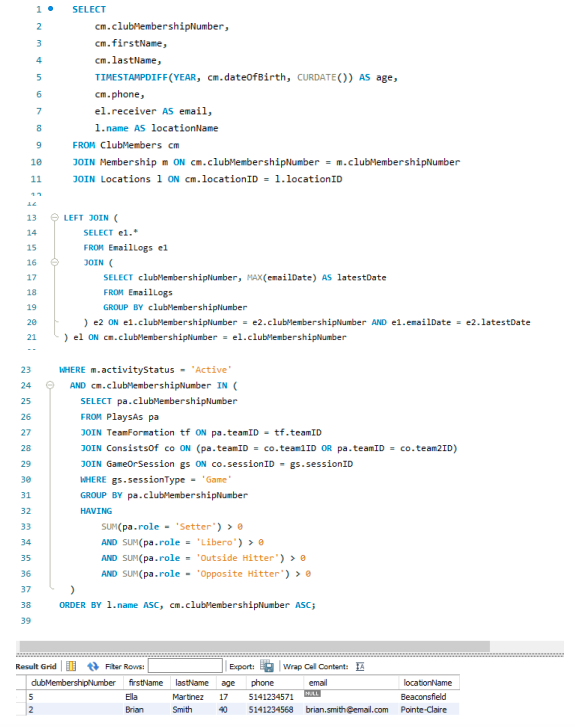 1 SELECT
2 cm.clubMembershipNumber,
3 cm.firstName,
4 cm.lastName,
5 TIMESTAMPDIFF(YEAR, cm.dateOfBirth, CURDATE()) AS age,
6 cm.phone,
7 el.receiver AS email,
8 l.name AS locationName
9 FROM ClubMembers cm
10 JOIN Membership m ON cm.clubMembershipNumber = m.clubMembershipNumber
11 JOIN Locations l ON cm.locationID = l.locationID
12
12
13 LEFT JOIN (
14 SELECT e1.*
15 FROM EmailLogs e1
16 JOIN (
17 SELECT clubMembershipNumber, MAX(emailDate) AS latestDate
18 FROM EmailLogs
19 GROUP BY clubMembershipNumber
20 ) e2 ON e1.clubMembershipNumber = e2.clubMembershipNumber AND e1.emailDate = e2.latestDate
21 ) el ON cm.clubMembershipNumber = el.clubMembershipNumber
23 WHERE m.activityStatus = 'Active'
24 AND cm.clubMembershipNumber IN (
25 SELECT pa.clubMembershipNumber
26 FROM PlaysAs pa
27 JOIN TeamFormation tf ON pa.teamID = tf.teamID
28 JOIN ConsistsOf co ON (pa.teamID = co.team1ID OR pa.teamID = co.team2ID)
29 JOIN GameOrSession gs ON co.sessionID = gs.sessionID
30 WHERE gs.sessionType = 'Game'
31 GROUP BY pa.clubMembershipNumber
32 HAVING
33 SUM(pa.role = 'Setter') > 0
34 AND SUM(pa.role = 'Libero') > 0
35 AND SUM(pa.role = 'Outside Hitter') > 0
36 AND SUM(pa.role = 'Opposite Hitter') > 0
37 )
38 ORDER BY l.name ASC, cm.clubMembershipNumber ASC;
39
Result Grid Filter Rows: Export: Wrap Cell Content:
clubMembershipNumber firstName lastName age phone email locationName
5 Ella Martinez 17 5141234571 NULL Beaconsfield
2 Brian Smith 40 5141234568 brian.smith@email.com Pointe-Claire